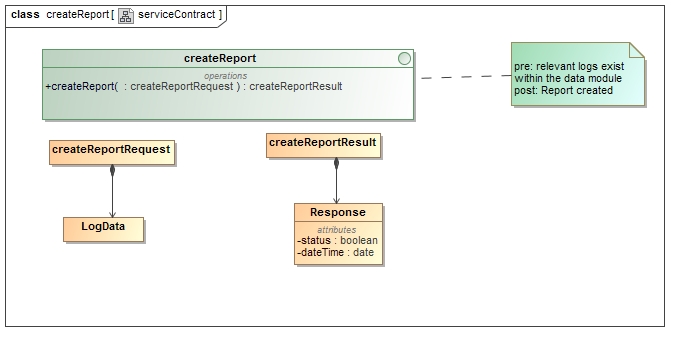 class createReport[ serviceContract ]
createReport
operations
+createReport( : createReportRequest ) : createReportResult
pre: relevant logs exist
within the data module
post: Report created
createReportRequest
createReportResult
LogData
Response
attributes
-status : boolean
-dateTime : date